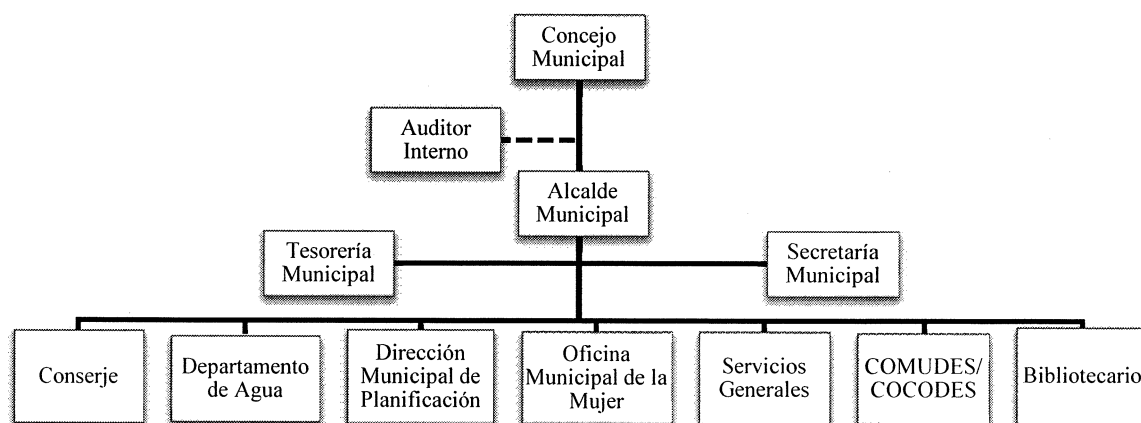 Concejo
Municipal
Auditor
Interno
Alcalde
Municipal
Tesorería
Municipal
Secretaría
Municipal
Conserje
Departamento
de Agua
Dirección
Municipal de
Planificación
Oficina
Municipal de la
Mujer
Servicios
Generales
COMUDES/
COCODES
Bibliotecario